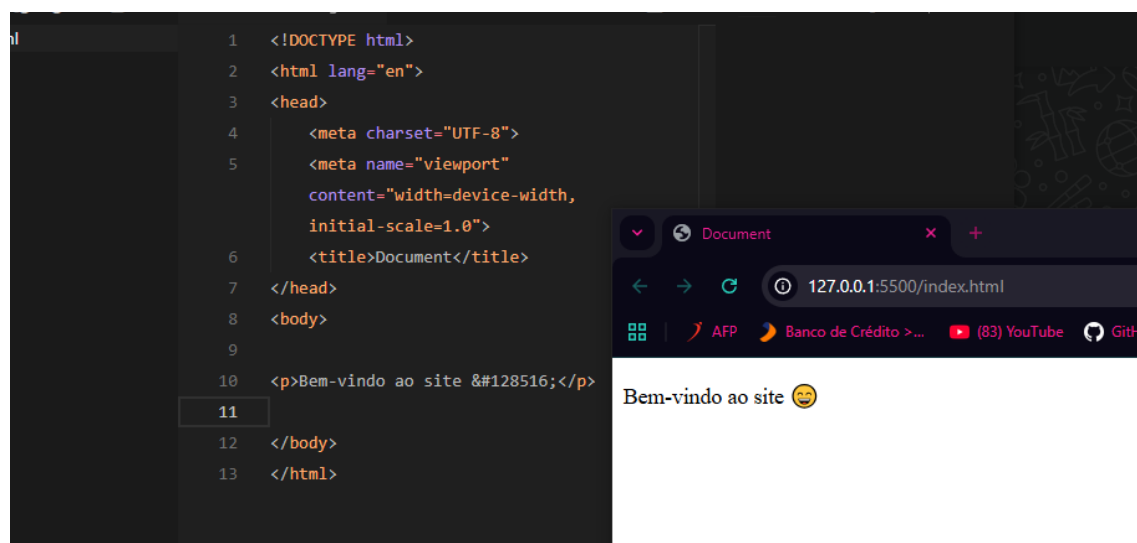 nl
1 <!DOCTYPE html>
2 <html lang="en">
3 <head>
4 <meta charset="UTF-8">
5 <meta name="viewport"
content="width=device-width,
initial-scale=1.0">
6 <title>Document</title>
7 </head>
8 <body>
9
10 <p>Bem-vindo ao site &#128516;</p>
11
12 </body>
13 </html>
Document
127.0.0.1:5500/index.html
AFP Banco de Crédito >... (83) YouTube GitH
Bem-vindo ao site 😄